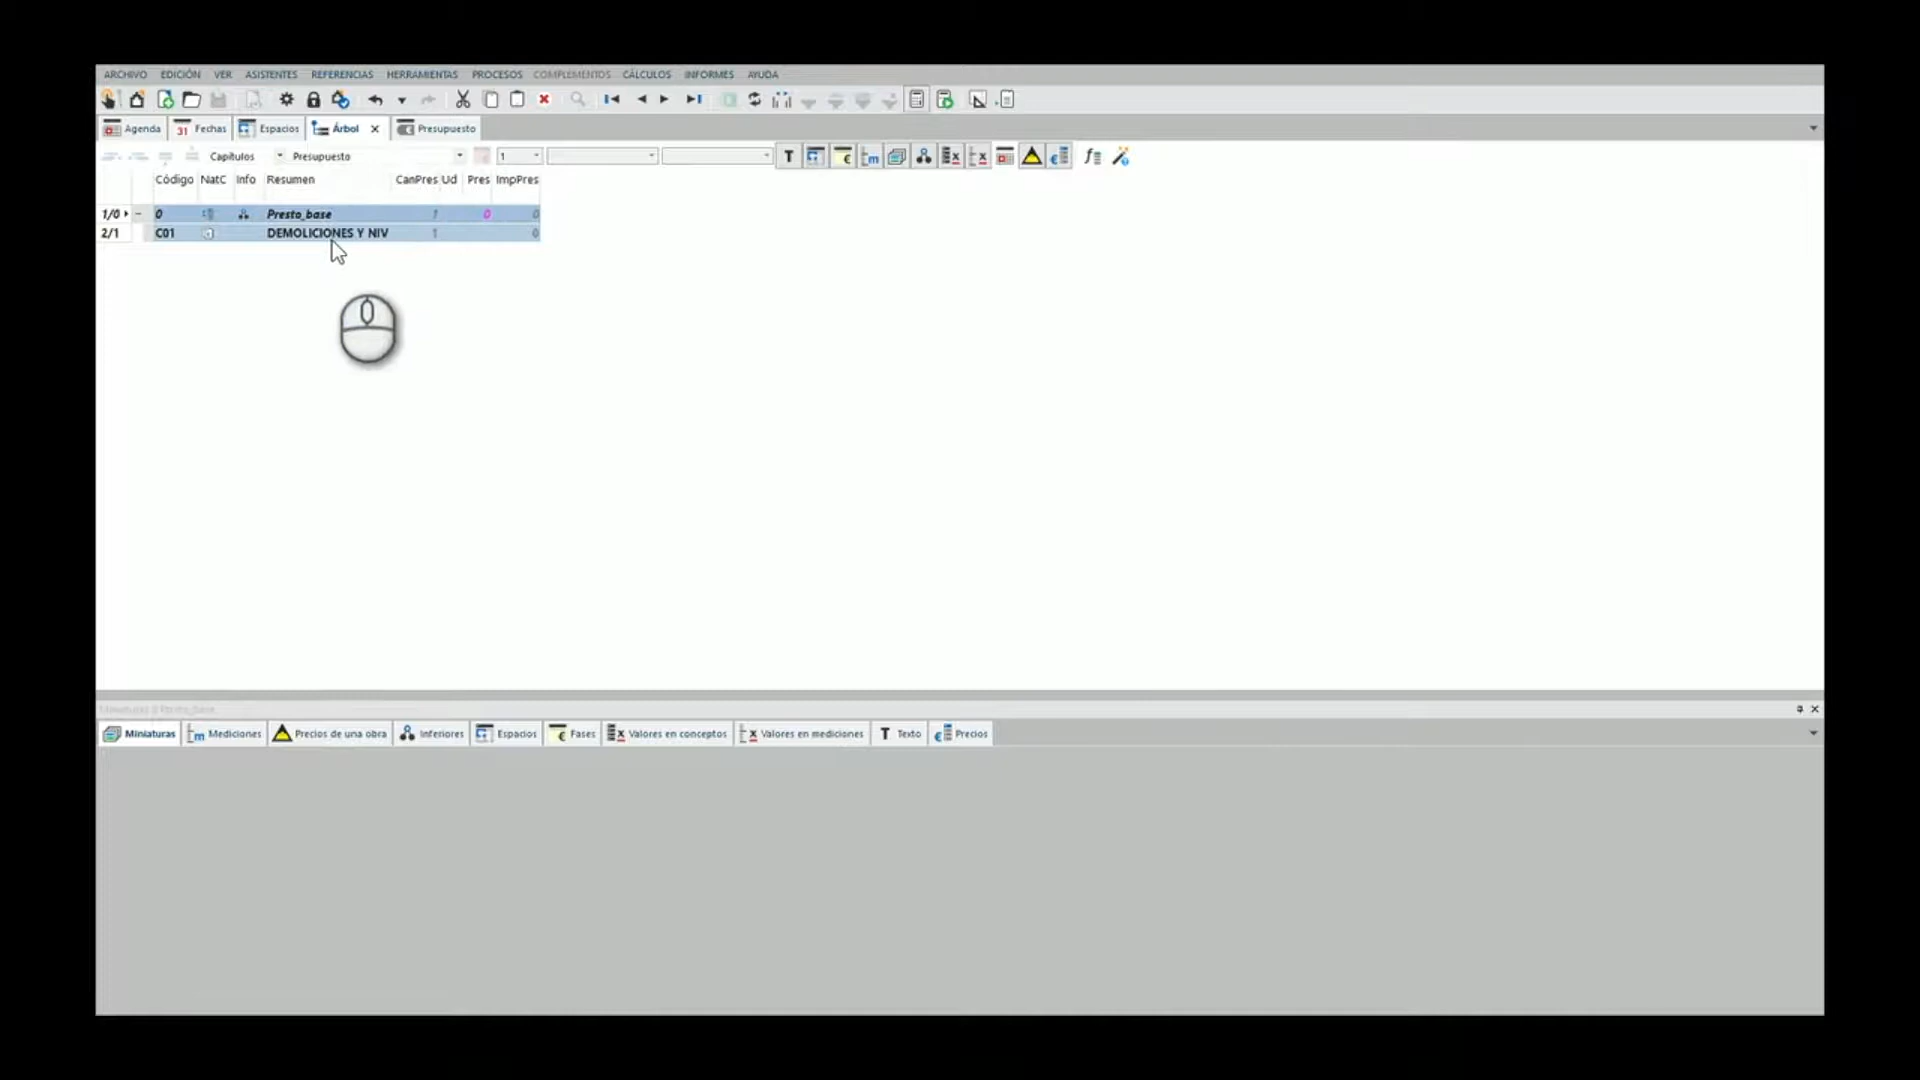 ARCHIVO EDICIÓN VER ASISTENTES REFERENCIAS HERRAMIENTAS PROCESOS COMPLEMENTOS CÁLCULOS INFORMES AYUDA
Agenda 31 Fechas Espacios Árbol Presupuesto
Capítulos Presupuesto 1
Código NatC Info Resumen CanPres Ud Pres ImpPres
1/0 0 Presto_base 1 0 0
2/1 C01 DEMOLICIONES Y NIV 1 0
Miniaturas Mediciones Precios de una obra Inferiores Espacios Fases Valores en conceptos Valores en mediciones Texto Precios